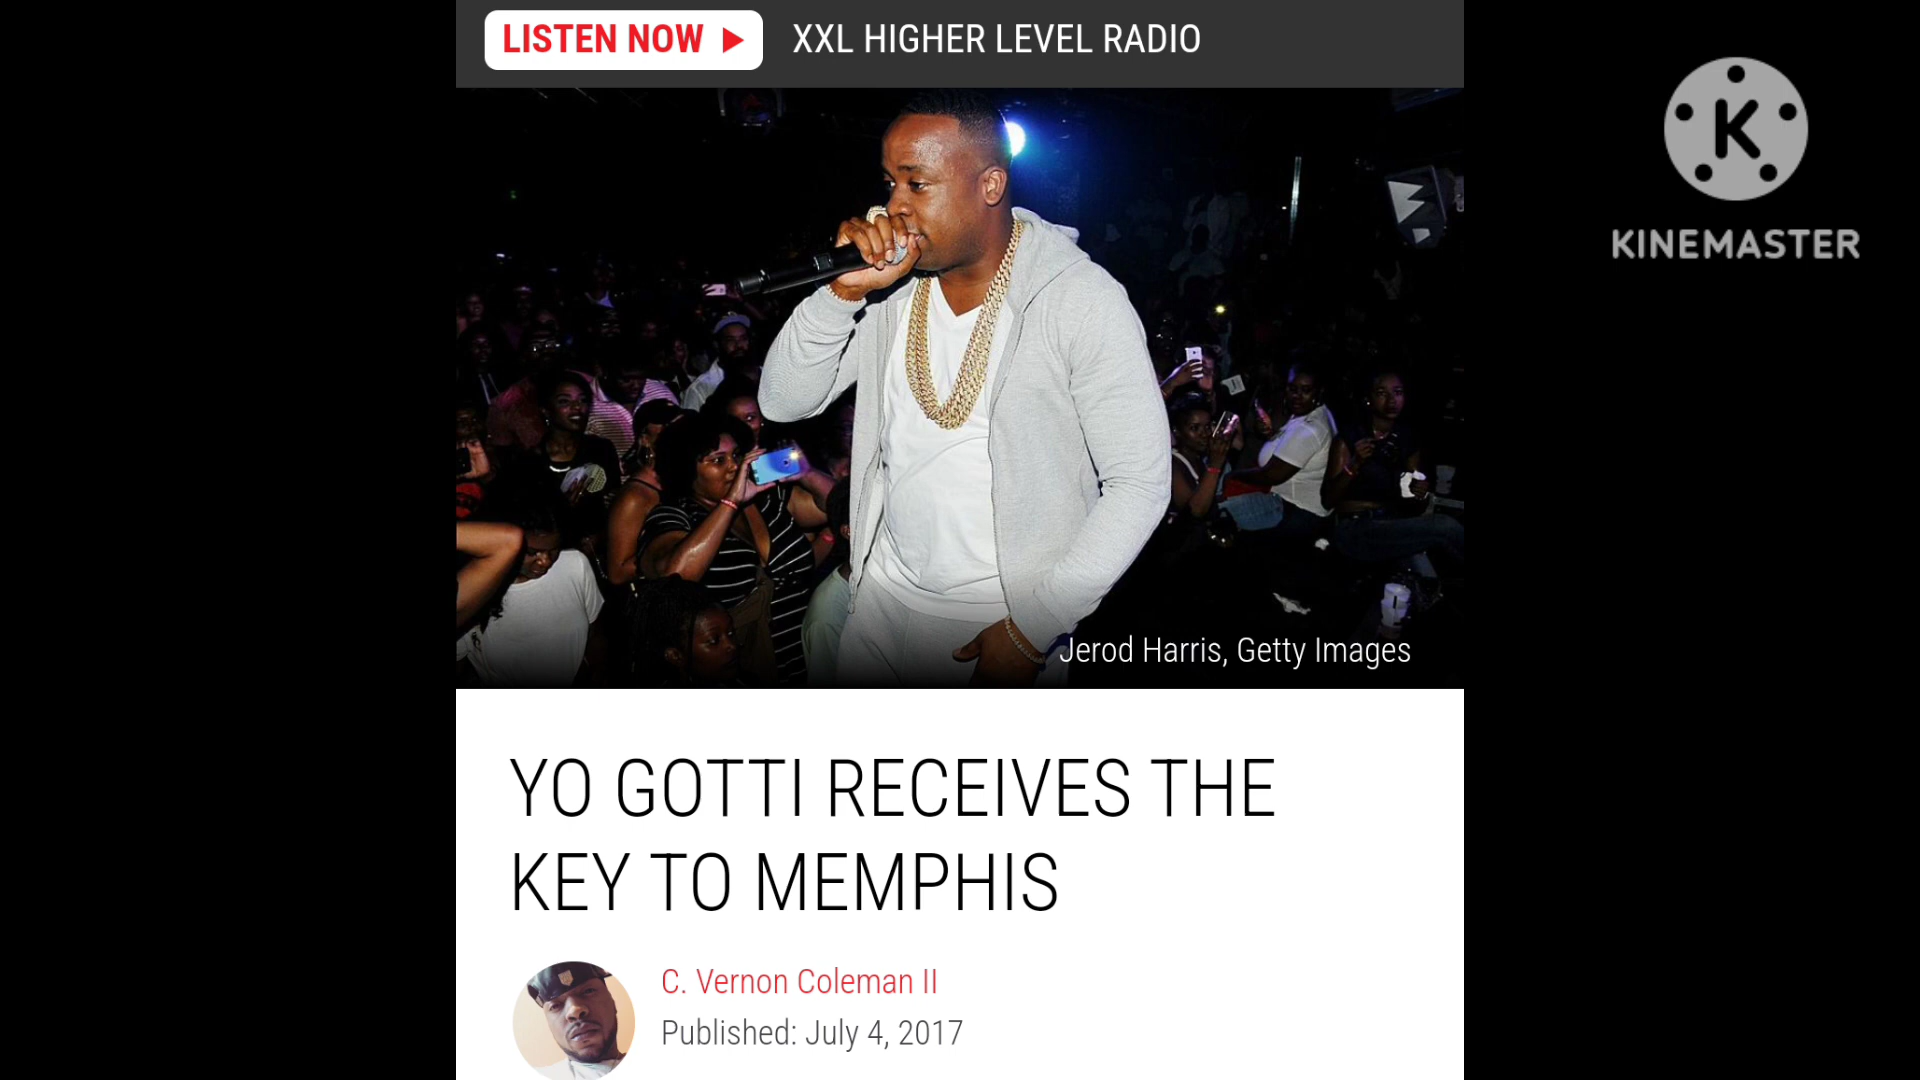 LISTEN NOW XXL HIGHER LEVEL RADIO
K
KINEMASTER
Jerod Harris, Getty Images
YO GOTTI RECEIVES THE
KEY TO MEMPHIS
C. Vernon Coleman II
Published: July 4, 2017